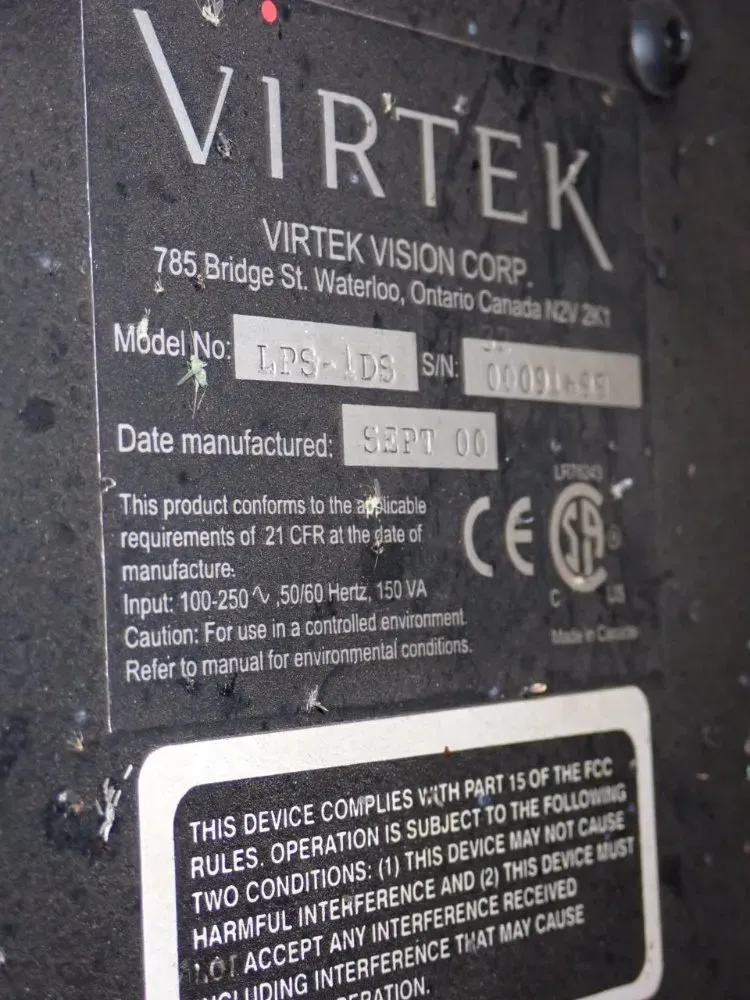 VIRTEK
VIRTEK VISION CORP.
785 Bridge St. Waterloo, Ontario Canada N2V 2K1
Model No: LPS-1DS S/N:
Date manufactured: SEPT 00
This product conforms to the applicable
requirements of 21 CFR at the date of
manufacture.
Input: 100-250 ∿ ,50/60 Hertz, 150 VA
Caution: For use in a controlled environment.
Refer to manual for environmental conditions.
CE
SA
C US
Made in Canada
THIS DEVICE COMPLIES WITH PART 15 OF THE FCC
RULES. OPERATION IS SUBJECT TO THE FOLLOWING
TWO CONDITIONS: (1) THIS DEVICE MAY NOT CAUSE
HARMFUL INTERFERENCE AND (2) THIS DEVICE MUST
NOT ACCEPT ANY INTERFERENCE RECEIVED
INCLUDING INTERFERENCE THAT MAY CAUSE
OPERATION.